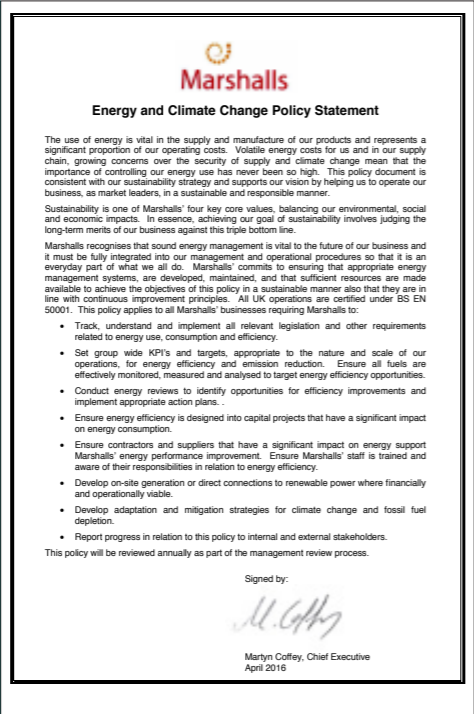 Marshalls
Energy and Climate Change Policy Statement
The use of energy is vital in the supply and manufacture of our products and represents a
significant proportion of our operating costs. Volatile energy costs for us and in our supply
chain, growing concerns over the security of supply and climate change mean that the
importance of controlling our energy use has never been so high. This policy document is
consistent with our sustainability strategy and supports our vision by helping us to operate our
business, as market leaders, in a sustainable and responsible manner.
Sustainability is one of Marshalls' four key core values, balancing our environmental, social
and economic impacts. In essence, achieving our goal of sustainability involves judging the
long-term merits of our business against this triple bottom line.
Marshalls recognises that sound energy management is vital to the future of our business and
it must be fully integrated into our management and operational procedures so that it is an
everyday part of what we all do. Marshalls' commits to ensuring that appropriate energy
management systems, are developed, maintained, and that sufficient resources are made
available to achieve the objectives of this policy in a sustainable manner also that they are in
line with continuous improvement principles. All UK operations are certified under BS EN
50001. This policy applies to all Marshalls' businesses requiring Marshalls to:
• Track, understand and implement all relevant legislation and other requirements
related to energy use, consumption and efficiency.
• Set group wide KPI's and targets, appropriate to the nature and scale of our
operations, for energy efficiency and emission reduction. Ensure all fuels are
effectively monitored, measured and analysed to target energy efficiency opportunities.
• Conduct energy reviews to identify opportunities for efficiency improvements and
implement appropriate action plans. .
• Ensure energy efficiency is designed into capital projects that have a significant impact
on energy consumption.
• Ensure contractors and suppliers that have a significant impact on energy support
Marshalls' energy performance improvement. Ensure Marshalls' staff is trained and
aware of their responsibilities in relation to energy efficiency.
• Develop on-site generation or direct connections to renewable power where financially
and operationally viable.
• Develop adaptation and mitigation strategies for climate change and fossil fuel
depletion.
• Report progress in relation to this policy to internal and external stakeholders.
This policy will be reviewed annually as part of the management review process.
Signed by:
M. Coffey
Martyn Coffey, Chief Executive
April 2016